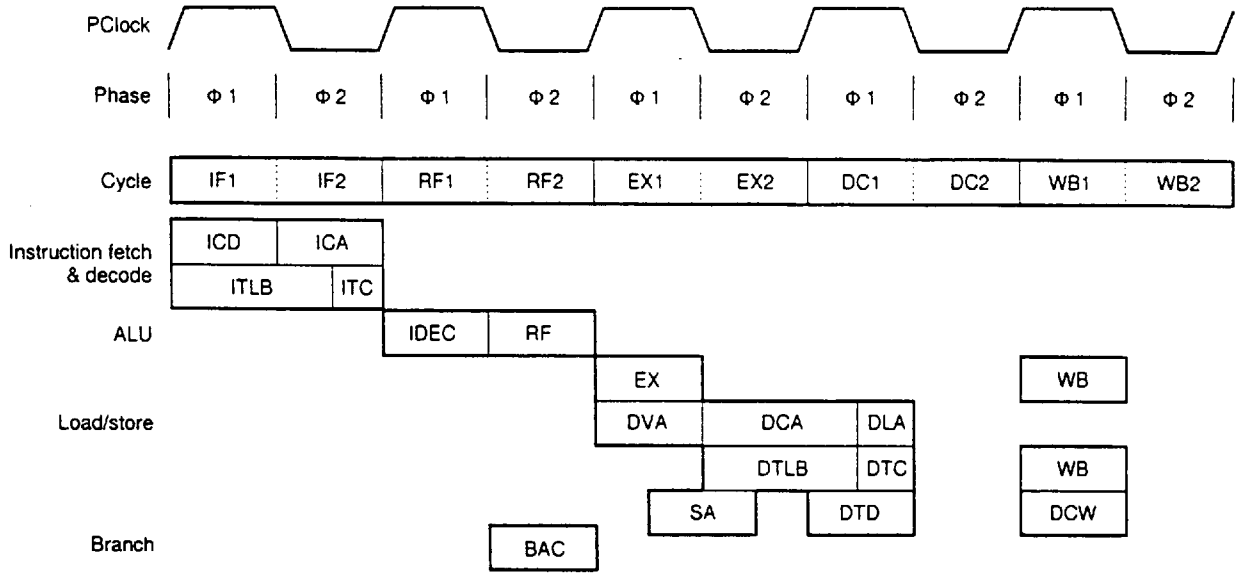 PClock
Phase Φ 1 Φ 2 Φ 1 Φ 2 Φ 1 Φ 2 Φ 1 Φ 2 Φ 1 Φ 2
Cycle IF1 IF2 RF1 RF2 EX1 EX2 DC1 DC2 WB1 WB2
Instruction fetch
& decode
ICD ICA
ITLB ITC
ALU IDEC RF
EX WB
Load/store DVA DCA DLA
DTLB DTC WB
SA DTD DCW
Branch BAC